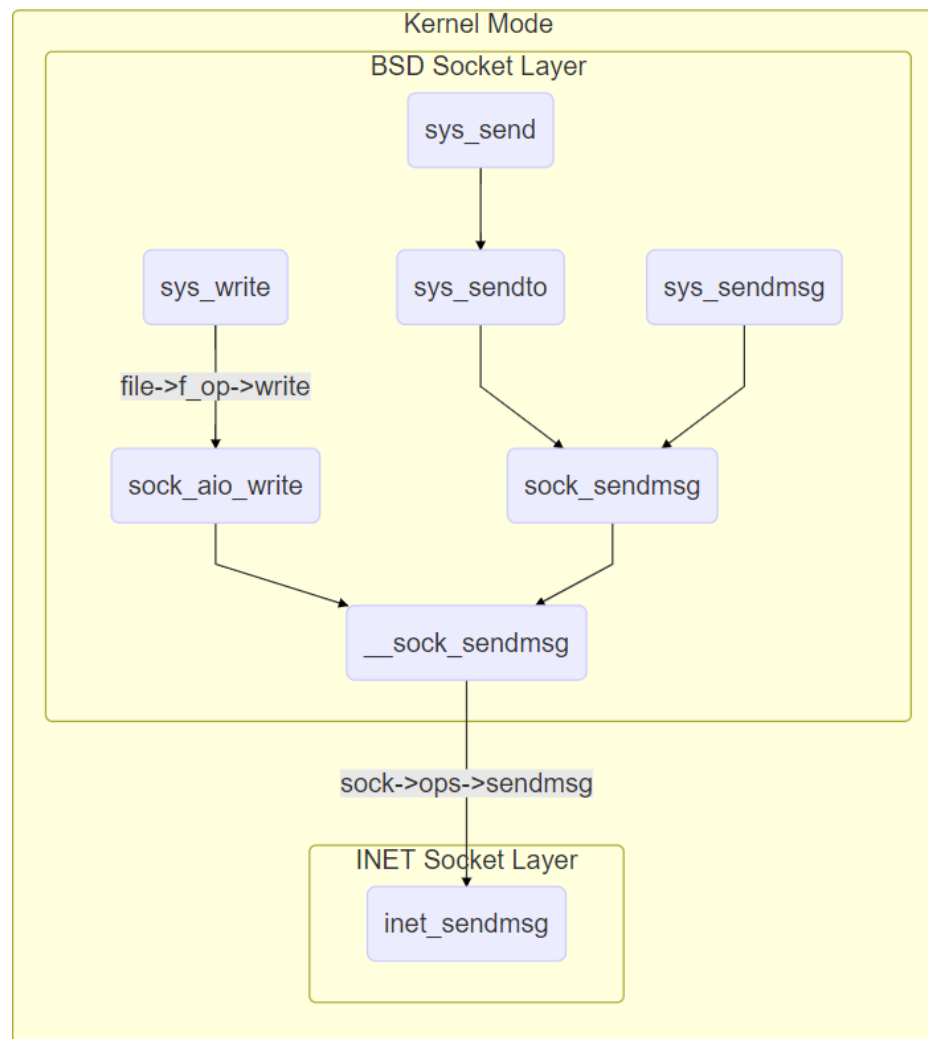 Kernel Mode
BSD Socket Layer
sys_send
sys_write
sys_sendto
sys_sendmsg
file->f_op->write
sock_aio_write
sock_sendmsg
__sock_sendmsg
sock->ops->sendmsg
INET Socket Layer
inet_sendmsg